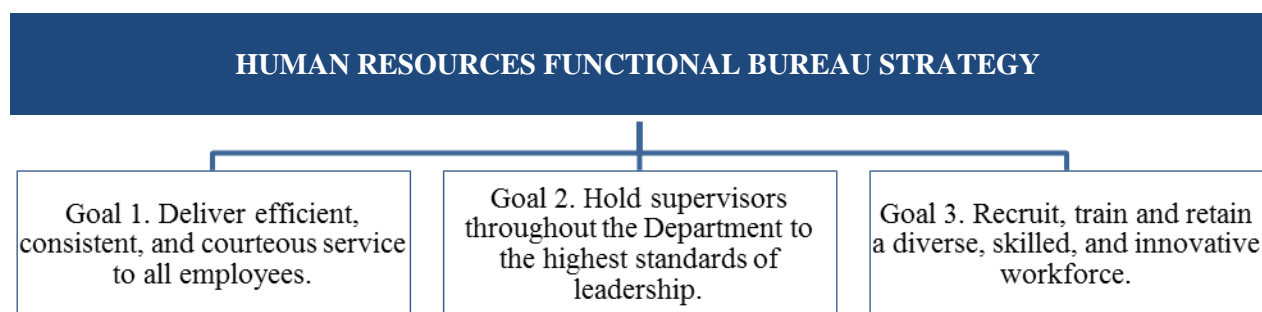 HUMAN RESOURCES FUNCTIONAL BUREAU STRATEGY
Goal 1. Deliver efficient,
consistent, and courteous service
to all employees.
Goal 2. Hold supervisors
throughout the Department to
the highest standards of
leadership.
Goal 3. Recruit, train and retain
a diverse, skilled, and innovative
workforce.